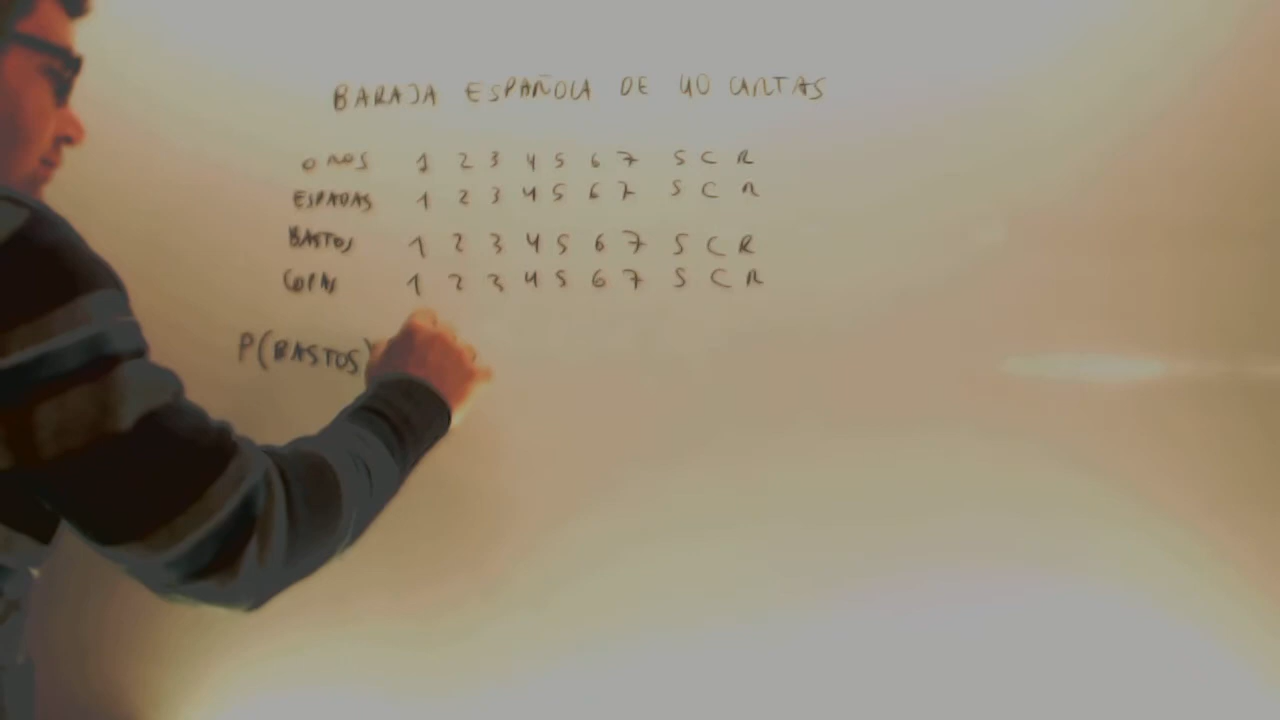 BARAJA ESPAÑOLA DE 40 CARTAS
OROS 1 2 3 4 5 6 7 S C R
ESPADAS 1 2 3 4 5 6 7 S C R
BASTOS 1 2 3 4 5 6 7 S C R
COPAS 1 2 3 4 5 6 7 S C R
P(BASTOS)